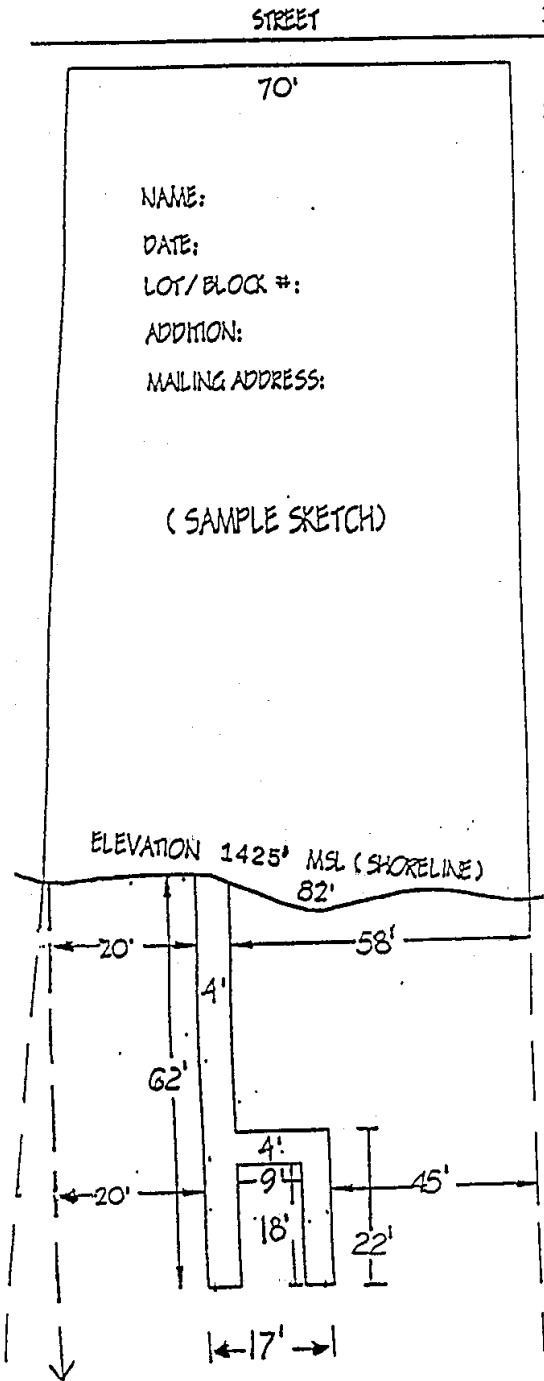 STREET
70'
NAME:
DATE:
LOT/BLOCK #:
ADDITION:
MAILING ADDRESS:
(SAMPLE SKETCH)
ELEVATION 1425' MSL (SHORELINE)
82'
20'
58'
4'
62'
4'
9'
20'
45'
18'
22'
17'